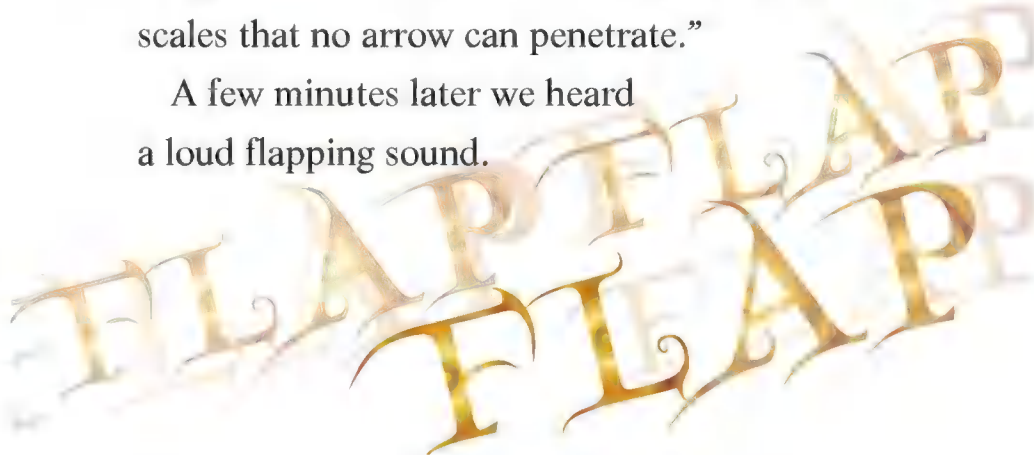 scales that no arrow can penetrate.”
A few minutes later we heard
a loud flapping sound.
FLAP FLAP
FLAP